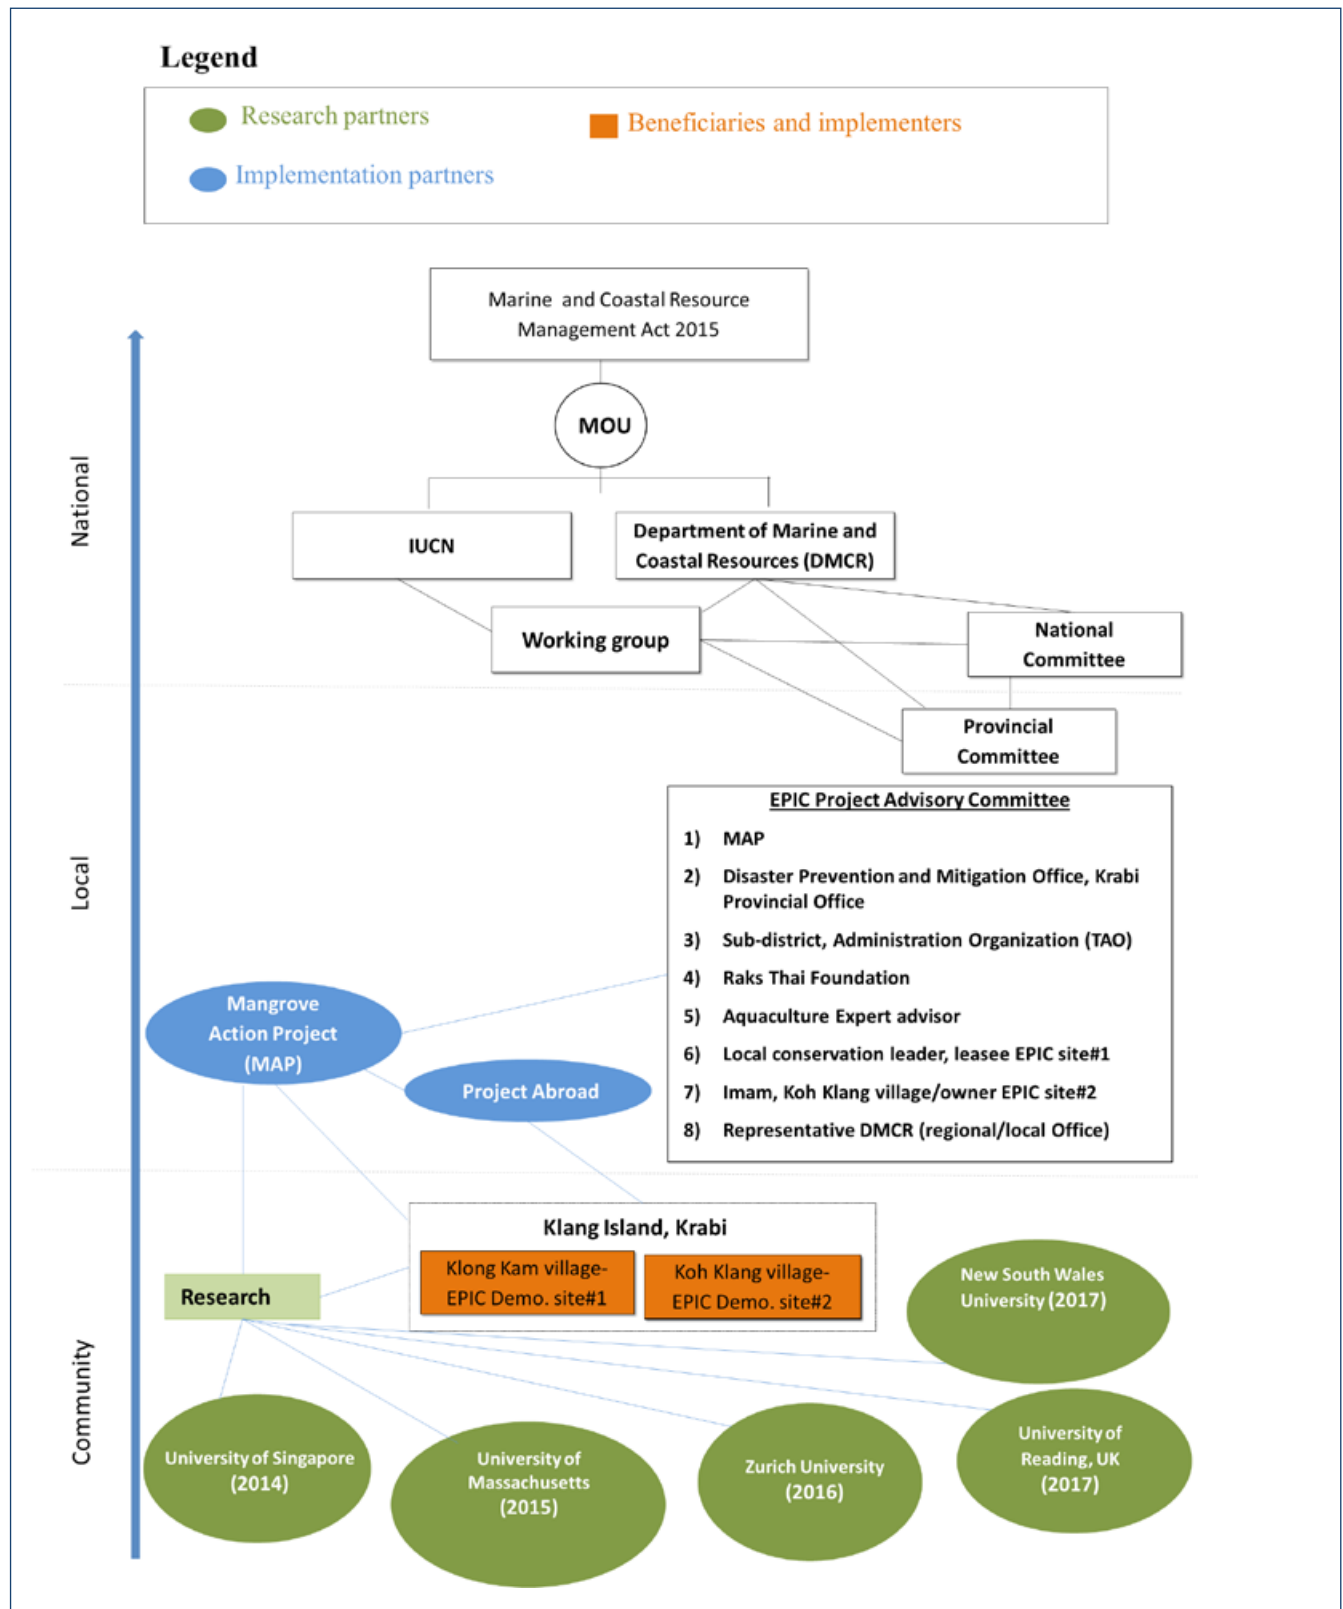 Legend
Research partners
Beneficiaries and implementers
Implementation partners
Marine and Coastal Resource
Management Act 2015
MOU
National
IUCN
Department of Marine and
Coastal Resources (DMCR)
Working group
National
Committee
Provincial
Committee
Local
EPIC Project Advisory Committee
1) MAP
2) Disaster Prevention and Mitigation Office, Krabi
Provincial Office
3) Sub-district, Administration Organization (TAO)
4) Raks Thai Foundation
5) Aquaculture Expert advisor
6) Local conservation leader, leasee EPIC site#1
7) Imam, Koh Klang village/owner EPIC site#2
8) Representative DMCR (regional/local Office)
Mangrove
Action Project
(MAP)
Project Abroad
Community
Klang Island, Krabi
Klong Kam village-
EPIC Demo. site#1
Koh Klang village-
EPIC Demo. site#2
Research
New South Wales
University (2017)
University of Singapore
(2014)
University of
Massachusetts
(2015)
Zurich University
(2016)
University of
Reading, UK
(2017)